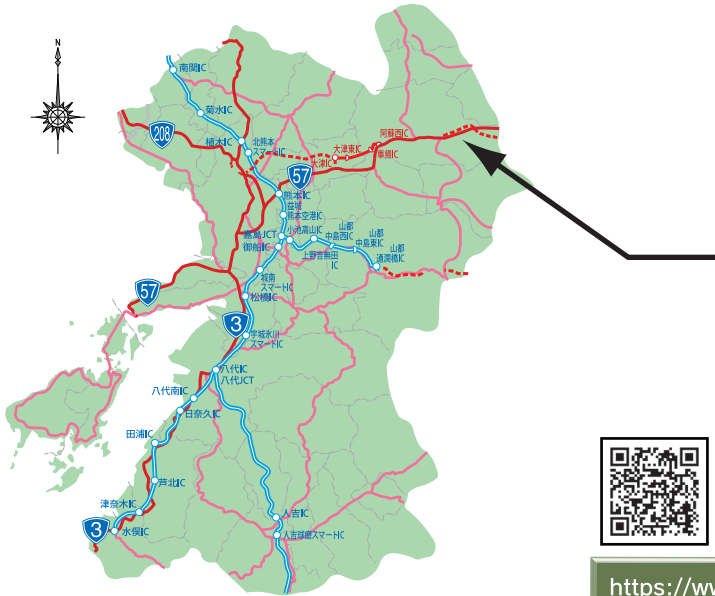 N
南関IC
菊水IC
208
植木IC
北熊本
スマートIC
大津IC
大津東IC
車帰IC
阿蘇西IC
57
熊本IC
益城
熊本空港IC
嘉島JCT
小池高山IC
御船IC
上野吉無田
IC
山都
中島西IC
山都
中島東IC
山都
通潤橋IC
城南
スマートIC
松橋IC
57
3
宇城氷川
スマートIC
八代IC
八代JCT
八代南IC
日奈久IC
田浦IC
芦北IC
津奈木IC
3
水俣IC
人吉IC
人吉球磨スマートIC
https://ww